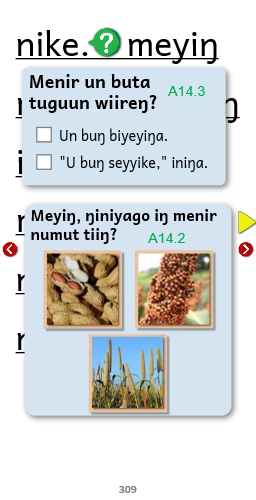 nike. ? meyiŋ
Menir un buta
tuguun wiireŋ?
A14.3
Un buŋ biyeyiŋa.
"U buŋ seyyike," iniŋa.
Meyiŋ, ŋiniyago iŋ menir
numut tiiŋ?
A14.2
309